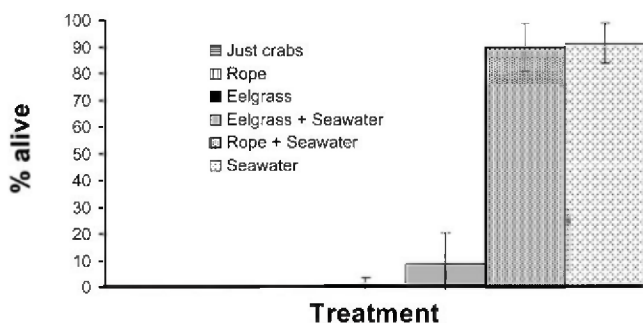 100
90
80
70
60
50
40
30
20
10
0
% alive
Just crabs
Rope
Eelgrass
Eelgrass + Seawater
Rope + Seawater
Seawater
Treatment